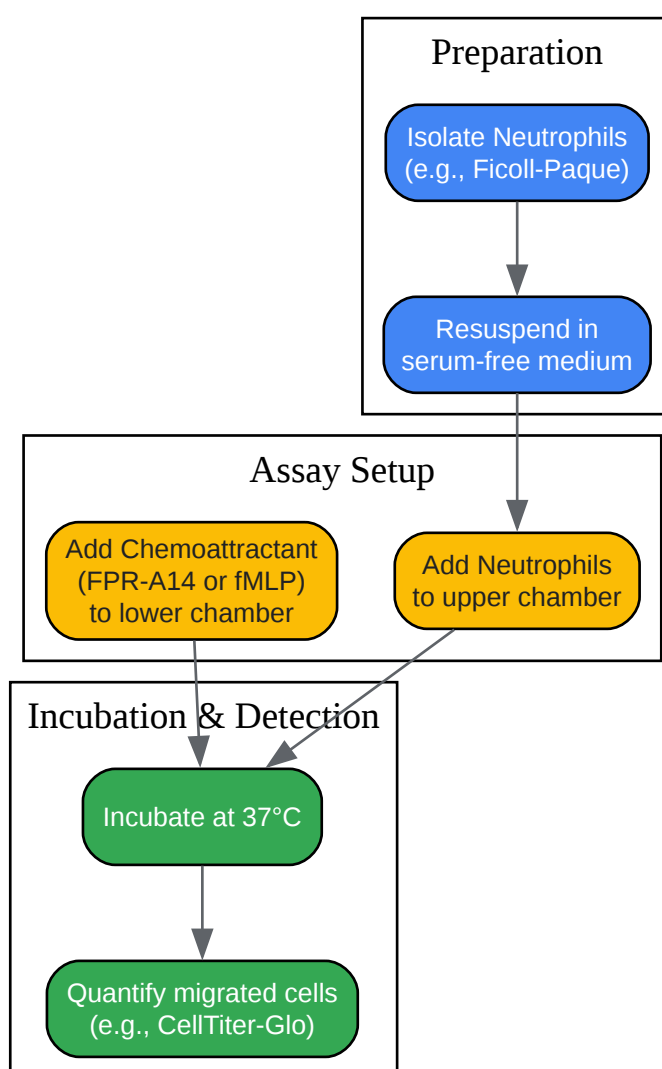 Preparation
Isolate Neutrophils
(e.g., Ficoll-Paque)
Resuspend in
serum-free medium
Assay Setup
Add Chemoattractant
(FPR-A14 or fMLP)
to lower chamber
Add Neutrophils
to upper chamber
Incubation & Detection
Incubate at 37°C
Quantify migrated cells
(e.g., CellTiter-Glo)